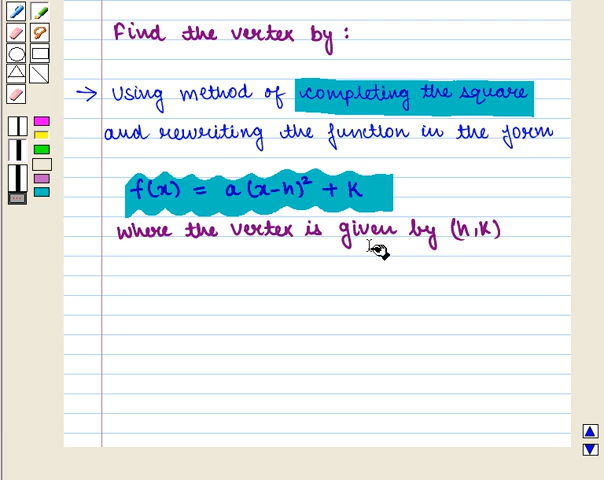 Find the vertex by :
→ Using method of completing the square
and rewriting the function in the form
f(x) = a(x-h)² + k
where the vertex is given by (h,k)